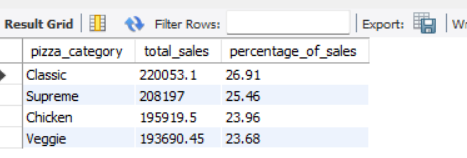 Result Grid Filter Rows: Export: Wr
pizza_category total_sales percentage_of_sales
Classic 220053.1 26.91
Supreme 208197 25.46
Chicken 195919.5 23.96
Veggie 193690.45 23.68